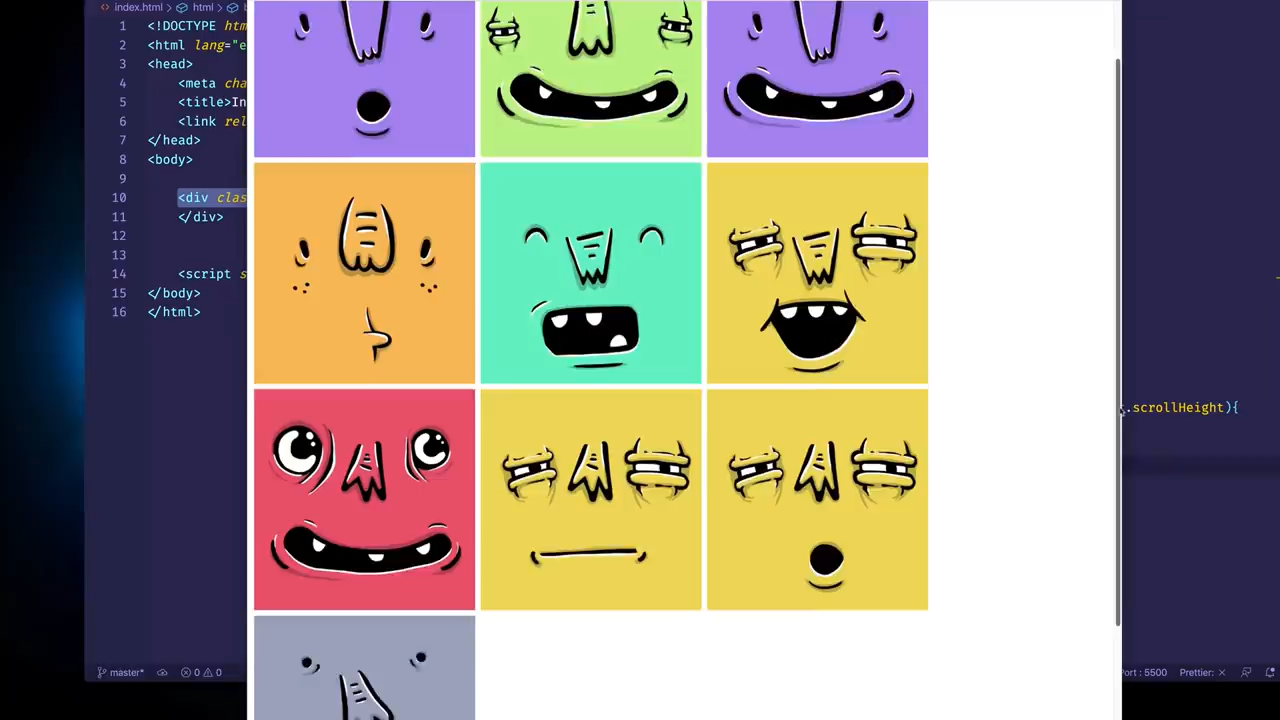 index.html > html > b
1 <!DOCTYPE htm
2 <html lang="e
3 <head>
4 <meta cha
5 <title>In
6 <link rel
7 </head>
8 <body>
9
10 <div clas
11 </div>
12
13
14 <script s
15 </body>
16 </html>
.scrollHeight){
master* 0 0
ort : 5500 Prettier: ×